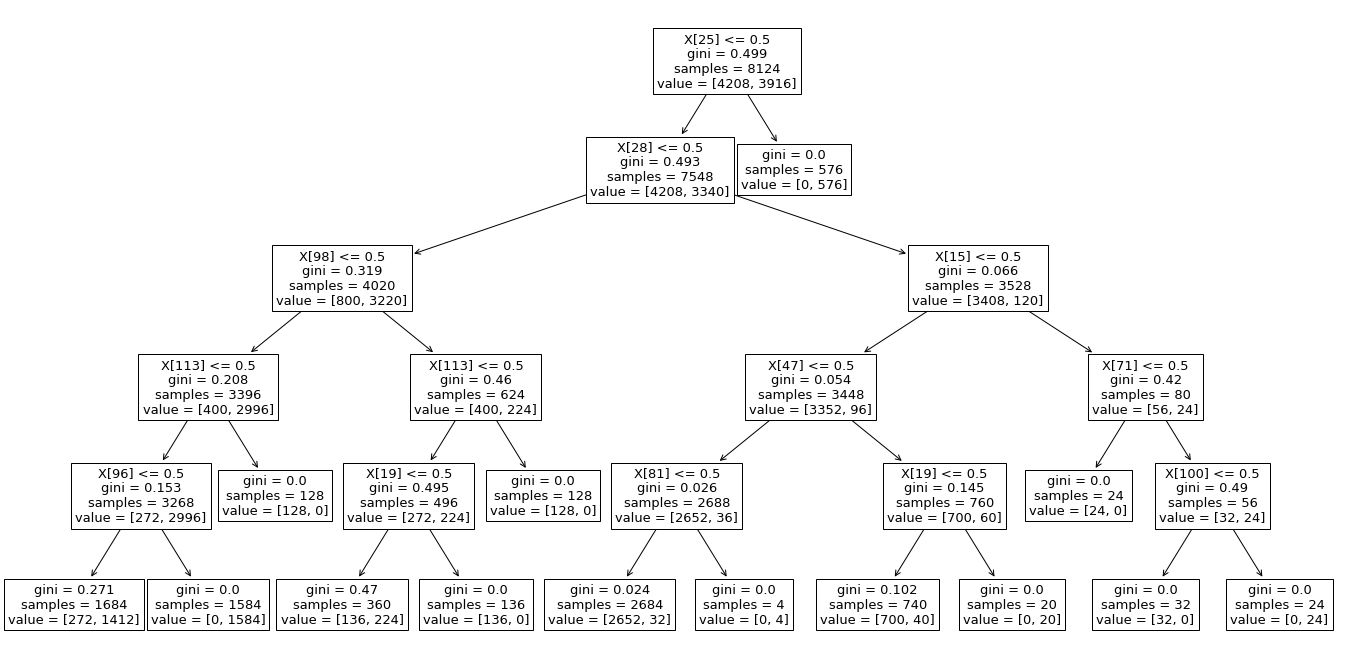 X[25] <= 0.5
gini = 0.499
samples = 8124
value = [4208, 3916]
X[28] <= 0.5
gini = 0.493
samples = 7548
value = [4208, 3340]
gini = 0.0
samples = 576
value = [0, 576]
X[98] <= 0.5
gini = 0.319
samples = 4020
value = [800, 3220]
X[15] <= 0.5
gini = 0.066
samples = 3528
value = [3408, 120]
X[113] <= 0.5
gini = 0.208
samples = 3396
value = [400, 2996]
X[113] <= 0.5
gini = 0.46
samples = 624
value = [400, 224]
X[47] <= 0.5
gini = 0.054
samples = 3448
value = [3352, 96]
X[71] <= 0.5
gini = 0.42
samples = 80
value = [56, 24]
X[96] <= 0.5
gini = 0.153
samples = 3268
value = [272, 2996]
gini = 0.0
samples = 128
value = [128, 0]
X[19] <= 0.5
gini = 0.495
samples = 496
value = [272, 224]
gini = 0.0
samples = 128
value = [128, 0]
X[81] <= 0.5
gini = 0.026
samples = 2688
value = [2652, 36]
X[19] <= 0.5
gini = 0.145
samples = 760
value = [700, 60]
gini = 0.0
samples = 24
value = [24, 0]
X[100] <= 0.5
gini = 0.49
samples = 56
value = [32, 24]
gini = 0.271
samples = 1684
value = [272, 1412]
gini = 0.0
samples = 1584
value = [0, 1584]
gini = 0.47
samples = 360
value = [136, 224]
gini = 0.0
samples = 136
value = [136, 0]
gini = 0.024
samples = 2684
value = [2652, 32]
gini = 0.0
samples = 4
value = [0, 4]
gini = 0.102
samples = 740
value = [700, 40]
gini = 0.0
samples = 20
value = [0, 20]
gini = 0.0
samples = 32
value = [32, 0]
gini = 0.0
samples = 24
value = [0, 24]